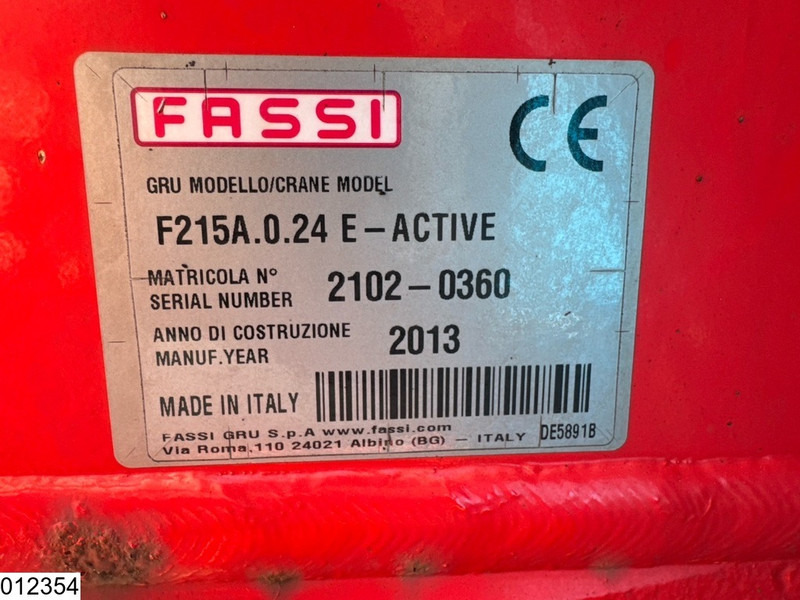 FASSI
CE
GRU MODELLO/CRANE MODEL
F215A.0.24 E-ACTIVE
MATRICOLA N°
SERIAL NUMBER
2102-0360
ANNO DI COSTRUZIONE
MANUF.YEAR
2013
MADE IN ITALY
FASSI GRU S.p.A www.fassi.com
Via Roma,110 24021 Albino (BG) - ITALY
DE5891B
012354